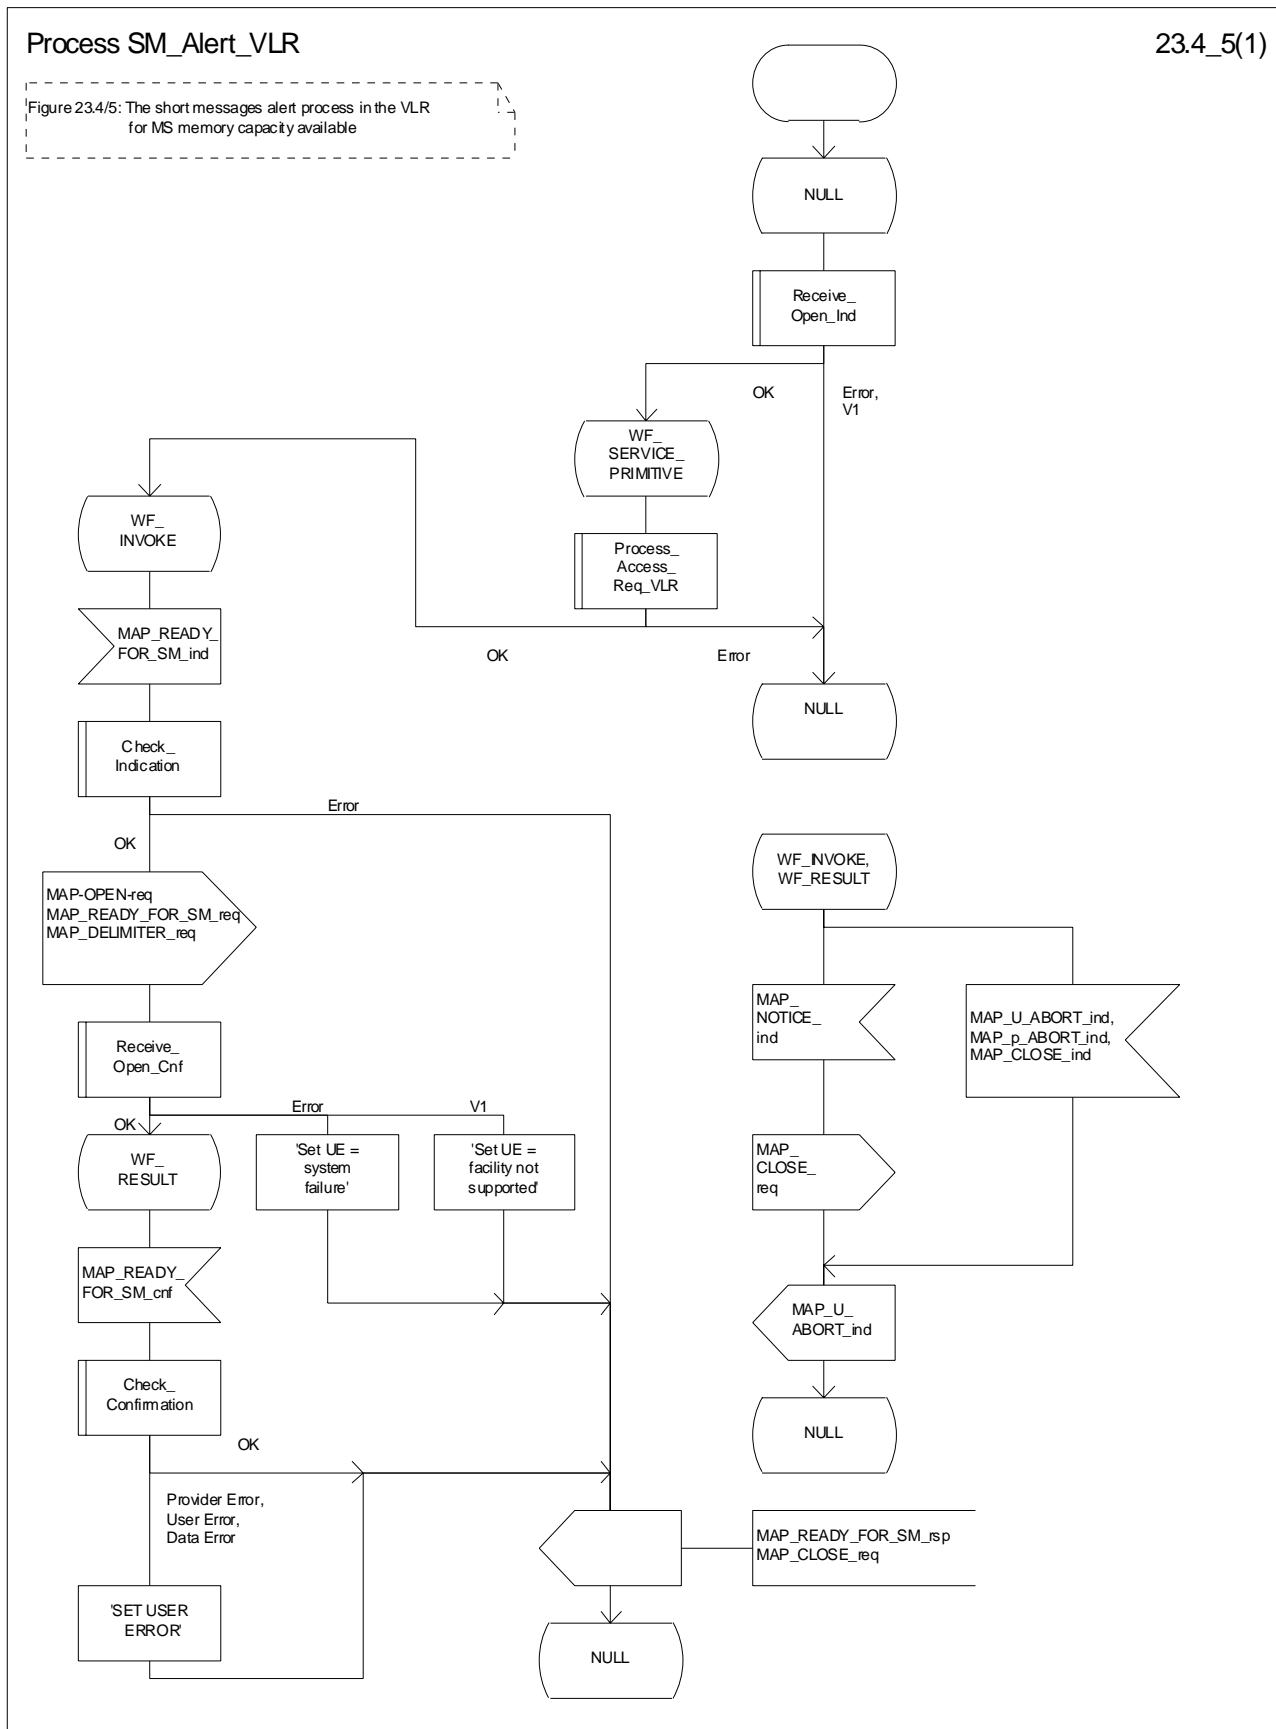 Process SM_Alert_VLR
23.4_5(1)
Figure 23.4/5: The short messages alert process in the VLR
for MS memory capacity available
NULL
Receive_
Open_Ind
OK
Error,
V1
WF_
SERVICE_
PRIMITIVE
WF_
INVOKE
Process_
Access_
Req_VLR
MAP_READY_
FOR_SM_ind
OK
Error
NULL
Check_
Indication
Error
OK
WF_INVOKE,
WF_RESULT
MAP-OPEN-req
MAP_READY_FOR_SM_req
MAP_DELIMITER_req
MAP_
NOTICE_
ind
MAP_U_ABORT_ind,
MAP_p_ABORT_ind,
MAP_CLOSE_ind
Receive_
Open_Cnf
Error
V1
OK
WF_
RESULT
'Set UE =
system
failure'
'Set UE =
facility not
supported'
MAP_
CLOSE_
req
MAP_READY_
FOR_SM_cnf
MAP_U_
ABORT_ind
Check_
Confirmation
OK
NULL
Provider Error,
User Error,
Data Error
MAP_READY_FOR_SM_rsp
MAP_CLOSE_req
'SET USER
ERROR'
NULL